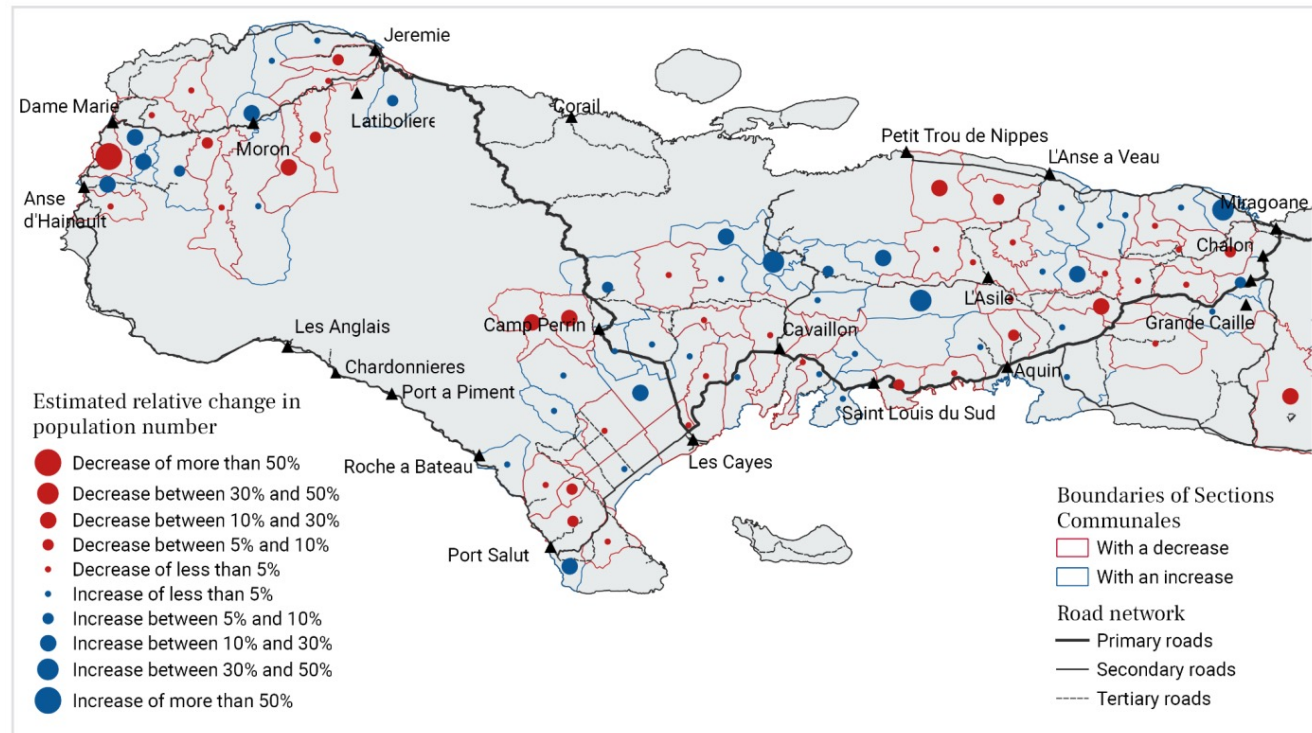 Jeremie
Dame Marie
Latiboliere
Corail
Moron
Petit Trou de Nippes
L'Anse a Veau
Anse
d'Hainault
Miragoane
Chalon
L'Asile
Grande Caille
Camp Perrin
Cavaillon
Les Anglais
Chardonnieres
Port a Piment
Aquin
Saint Louis du Sud
Roche a Bateau
Les Cayes
Port Salut
Estimated relative change in
population number
Decrease of more than 50%
Decrease between 30% and 50%
Decrease between 10% and 30%
Decrease between 5% and 10%
Decrease of less than 5%
Increase of less than 5%
Increase between 5% and 10%
Increase between 10% and 30%
Increase between 30% and 50%
Increase of more than 50%
Boundaries of Sections
Communales
With a decrease
With an increase
Road network
Primary roads
Secondary roads
Tertiary roads